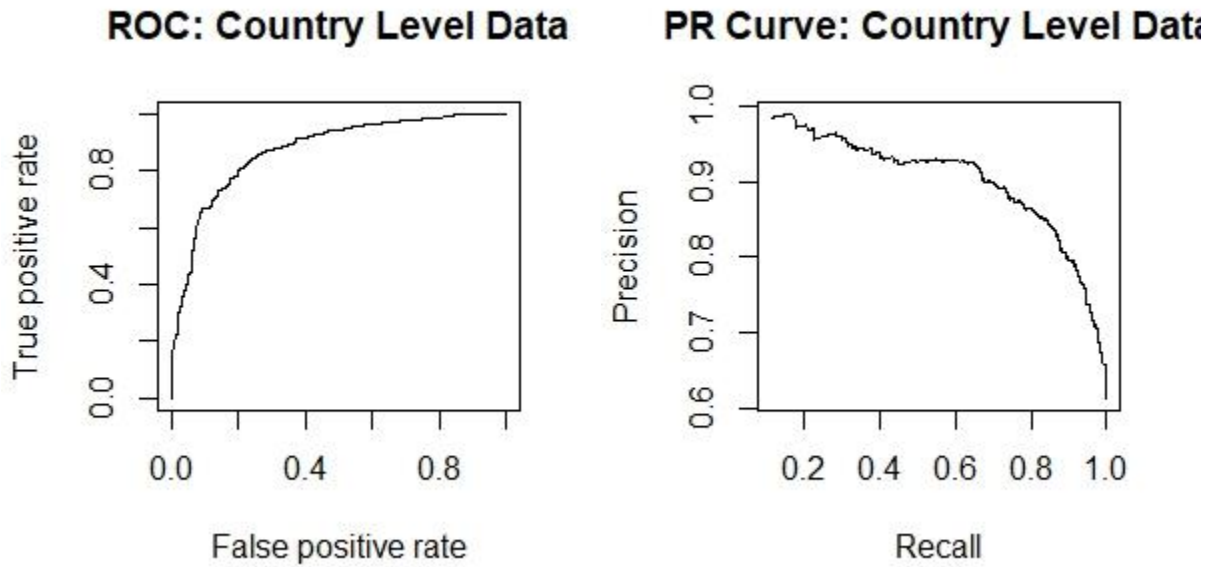 ROC: Country Level Data
True positive rate
0.8
0.4
0.0
0.0 0.4 0.8
False positive rate
PR Curve: Country Level Data
Precision
1.0
0.9
0.8
0.7
0.6
0.2 0.4 0.6 0.8 1.0
Recall